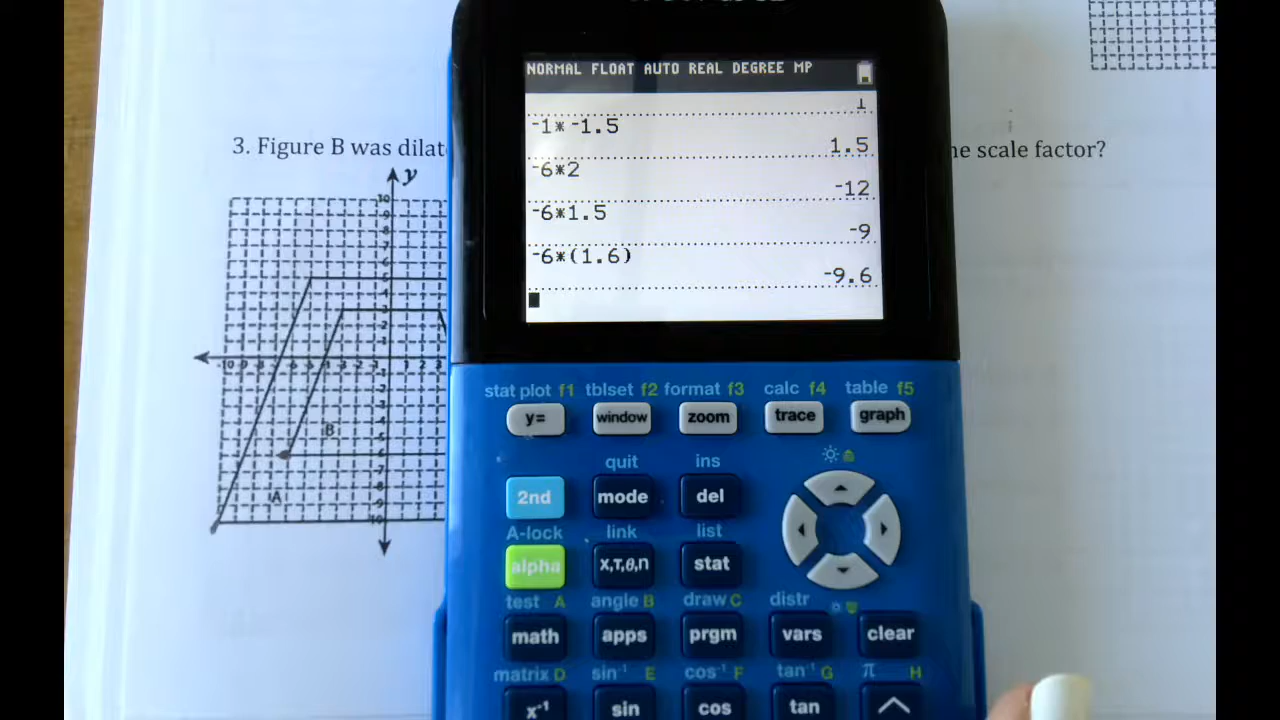 NORMAL FLOAT AUTO REAL DEGREE MP
1
-1*-1.5
1.5
-6*2
-12
-6*1.5
-9
-6*(1.6)
-9.6
3. Figure B was dilat
he scale factor?
y
B
A
stat plot f1 tblset f2 format f3 calc f4 table f5
y= window zoom trace graph
quit ins
2nd mode del
A-lock link list
alpha X,T,θ,n stat
test A angle B draw C distr
math apps prgm vars clear
matrix D sin-1 E cos-1 F tan-1 G π H
x-1 sin cos tan ^